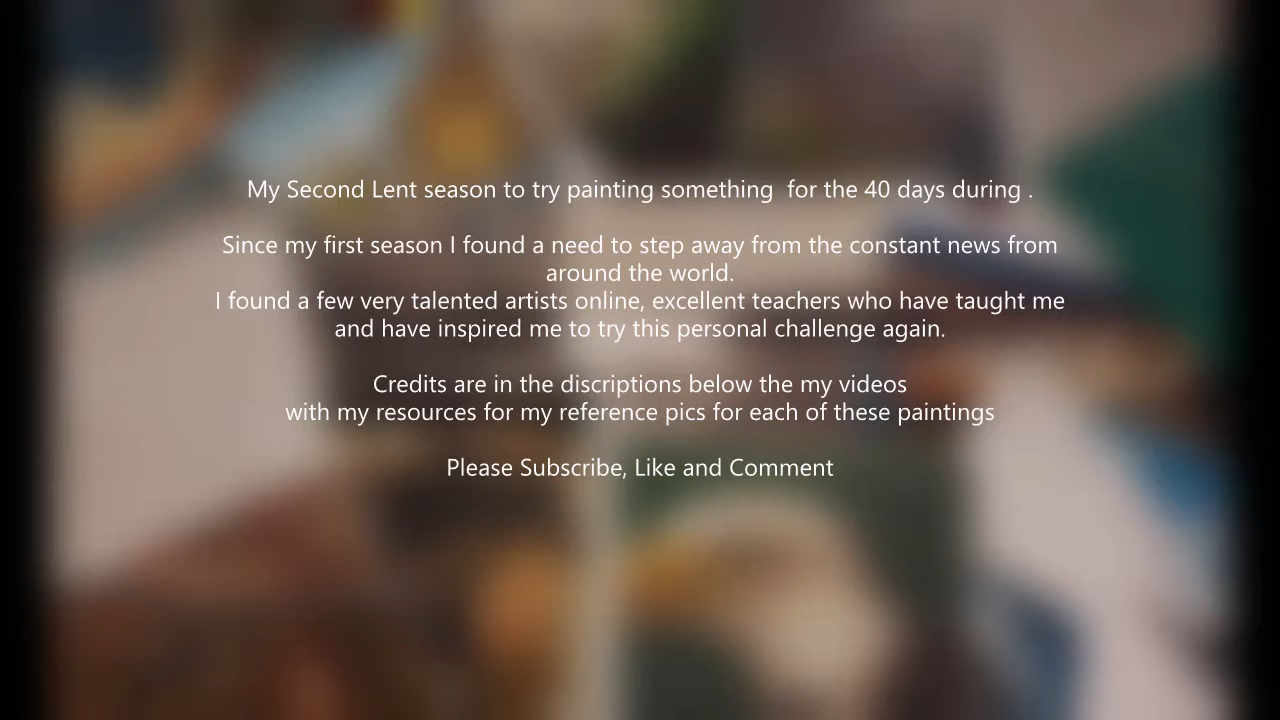 My Second Lent season to try painting something  for the 40 days during .
Since my first season I found a need to step away from the constant news from
around the world.
I found a few very talented artists online, excellent teachers who have taught me
and have inspired me to try this personal challenge again.
Credits are in the discriptions below the my videos
with my resources for my reference pics for each of these paintings
Please Subscribe, Like and Comment